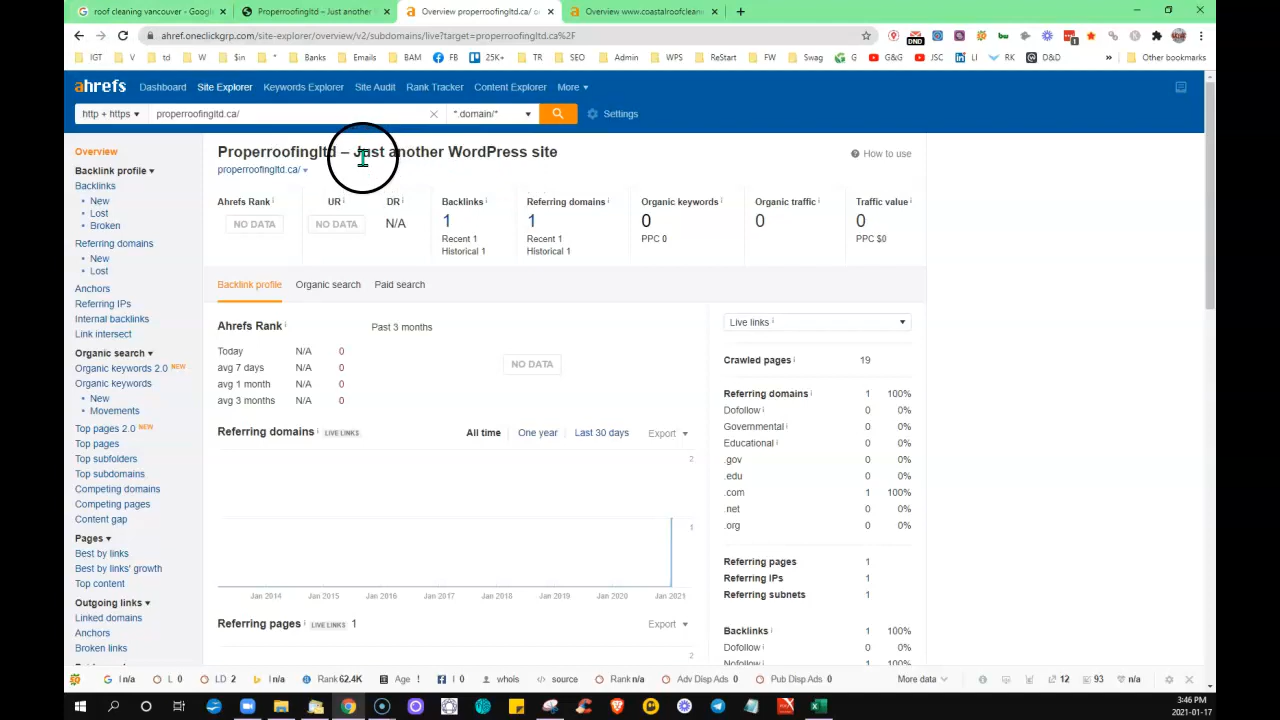 roof cleaning vancouver - Googl
Properroofingltd – Just another
Overview properroofingltd.ca/ o
Overview www.coastalroofcleane
ahref.oneclickgrp.com/site-explorer/overview/v2/subdomains/live?target=properroofingltd.ca%2F
IGT V td $in * Banks Emails BAM FB 25K+ TR SEO Admin WPS ReStart FW Swag G G&G JSC LI RK D&D » Other bookmarks
ahrefs Dashboard Site Explorer Keywords Explorer Site Audit Rank Tracker Content Explorer More
http + https properroofingltd.ca/ *.domain/* Settings
Overview
Backlink profile
Backlinks
New
Lost
Broken
Referring domains
New
Lost
Anchors
Referring IPs
Internal backlinks
Link intersect
Organic search
Organic keywords 2.0 NEW
Organic keywords
New
Movements
Top pages 2.0 NEW
Top pages
Top subfolders
Top subdomains
Competing domains
Competing pages
Content gap
Pages
Best by links
Best by links' growth
Top content
Outgoing links
Linked domains
Anchors
Broken links
Properroofingltd – Just another WordPress site
How to use
properroofingltd.ca/
Ahrefs Rank UR DR Backlinks Referring domains Organic keywords Organic traffic Traffic value
NO DATA NO DATA N/A 1 1 0 0 0
Recent 1 Recent 1 PPC 0 PPC $0
Historical 1 Historical 1
Backlink profile Organic search Paid search
Ahrefs Rank Past 3 months
Today N/A 0
avg 7 days N/A 0
avg 1 month N/A 0
avg 3 months N/A 0
NO DATA
Referring domains LIVE LINKS All time One year Last 30 days Export
2
1
Jan 2014 Jan 2015 Jan 2016 Jan 2017 Jan 2018 Jan 2019 Jan 2020 Jan 2021
Referring pages LIVE LINKS 1 Export
2
Live links
Crawled pages 19
Referring domains 1 100%
Dofollow 0 0%
Governmental 0 0%
Educational 0 0%
.gov 0 0%
.edu 0 0%
.com 1 100%
.net 0 0%
.org 0 0%
Referring pages 1
Referring IPs 1
Referring subnets 1
Backlinks 1 100%
Dofollow 0 0%
I n/a L 0 LD 2 I n/a Rank 62.4K Age ! I 0 whois source Rank n/a Adv Disp Ads 0 Pub Disp Ads 0 More data 12 93 n/a
3:46 PM
2021-01-17